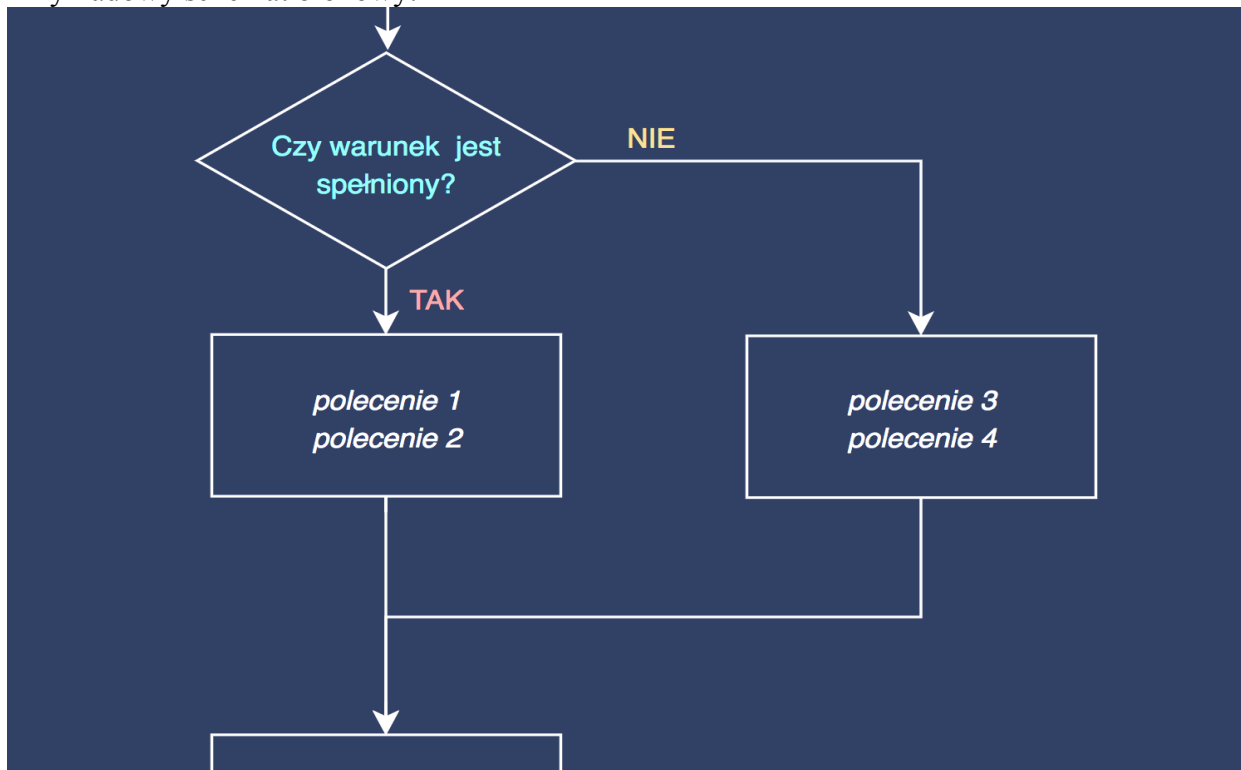 Czy warunek jest
spełniony?
NIE
TAK
polecenie 1
polecenie 2
polecenie 3
polecenie 4